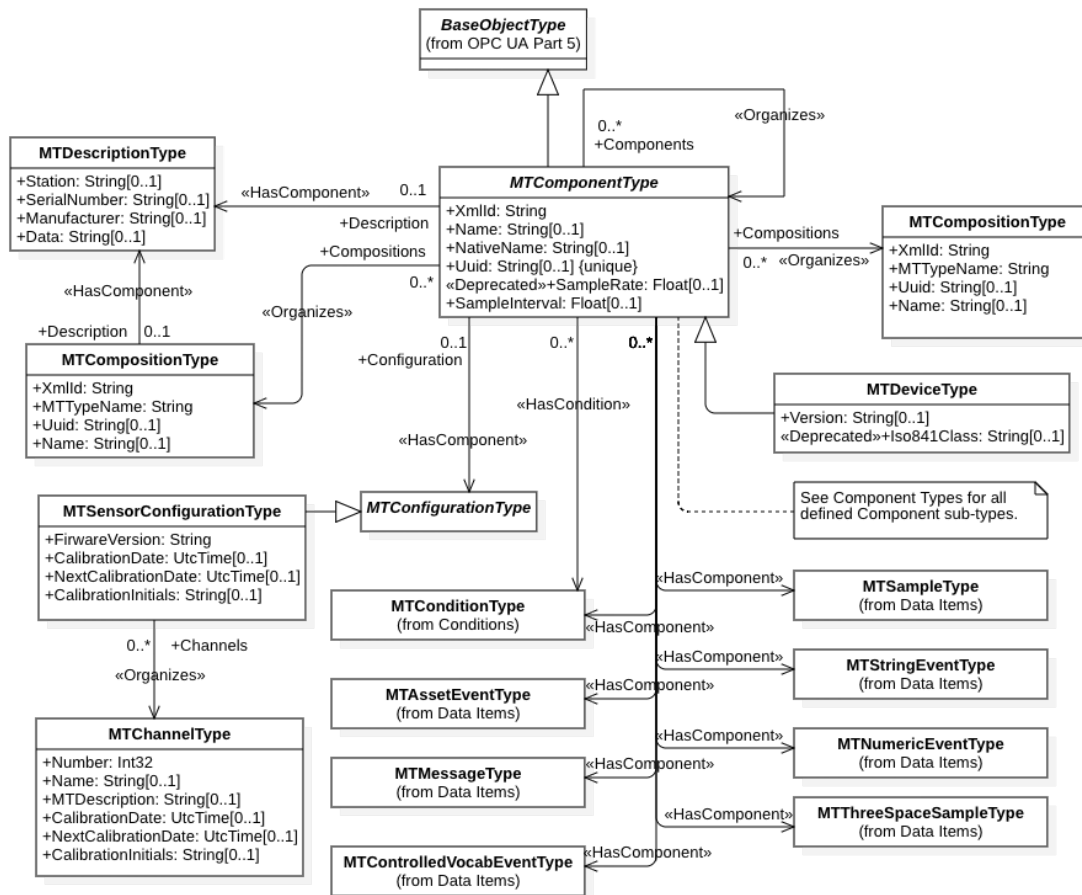 BaseObjectType
(from OPC UA Part 5)
«Organizes»
0..*
+Components
MTDescriptionType
+Station: String[0..1]
+SerialNumber: String[0..1]
+Manufacturer: String[0..1]
+Data: String[0..1]
«HasComponent»
0..1
+Description
MTComponentType
+XmlId: String
+Name: String[0..1]
+NativeName: String[0..1]
+Uuid: String[0..1] {unique}
«Deprecated»+SampleRate: Float[0..1]
+SampleInterval: Float[0..1]
+Compositions
0..*
«Organizes»
MTCompositionType
+XmlId: String
+MTTypeName: String
+Uuid: String[0..1]
+Name: String[0..1]
+Compositions
0..*
«Organizes»
«HasComponent»
+Description
0..1
MTCompositionType
+XmlId: String
+MTTypeName: String
+Uuid: String[0..1]
+Name: String[0..1]
0..1
+Configuration
«HasComponent»
0..*
«HasCondition»
0..*
MTDeviceType
+Version: String[0..1]
«Deprecated»+Iso841Class: String[0..1]
See Component Types for all
defined Component sub-types.
MTSensorConfigurationType
+FirwareVersion: String
+CalibrationDate: UtcTime[0..1]
+NextCalibrationDate: UtcTime[0..1]
+CalibrationInitials: String[0..1]
MTConfigurationType
0..*
+Channels
«Organizes»
MTChannelType
+Number: Int32
+Name: String[0..1]
+MTDescription: String[0..1]
+CalibrationDate: UtcTime[0..1]
+NextCalibrationDate: UtcTime[0..1]
+CalibrationInitials: String[0..1]
MTConditionType
(from Conditions)
«HasComponent»
«HasComponent»
MTSampleType
(from Data Items)
MTAssetEventType
(from Data Items)
«HasComponent»
«HasComponent»
MTStringEventType
(from Data Items)
MTMessageType
(from Data Items)
«HasComponent»
«HasComponent»
MTNumericEventType
(from Data Items)
«HasComponent»
MTThreeSpaceSampleType
(from Data Items)
MTControlledVocabEventType
(from Data Items)
«HasComponent»